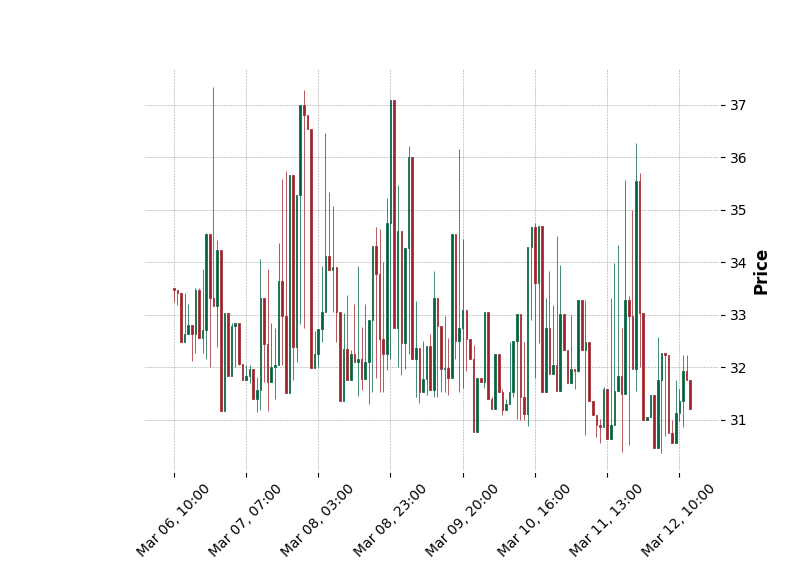 37
36
35
34
33
32
31
Price
Mar 06, 10:00
Mar 07, 07:00
Mar 08, 03:00
Mar 08, 23:00
Mar 09, 20:00
Mar 10, 16:00
Mar 11, 13:00
Mar 12, 10:00